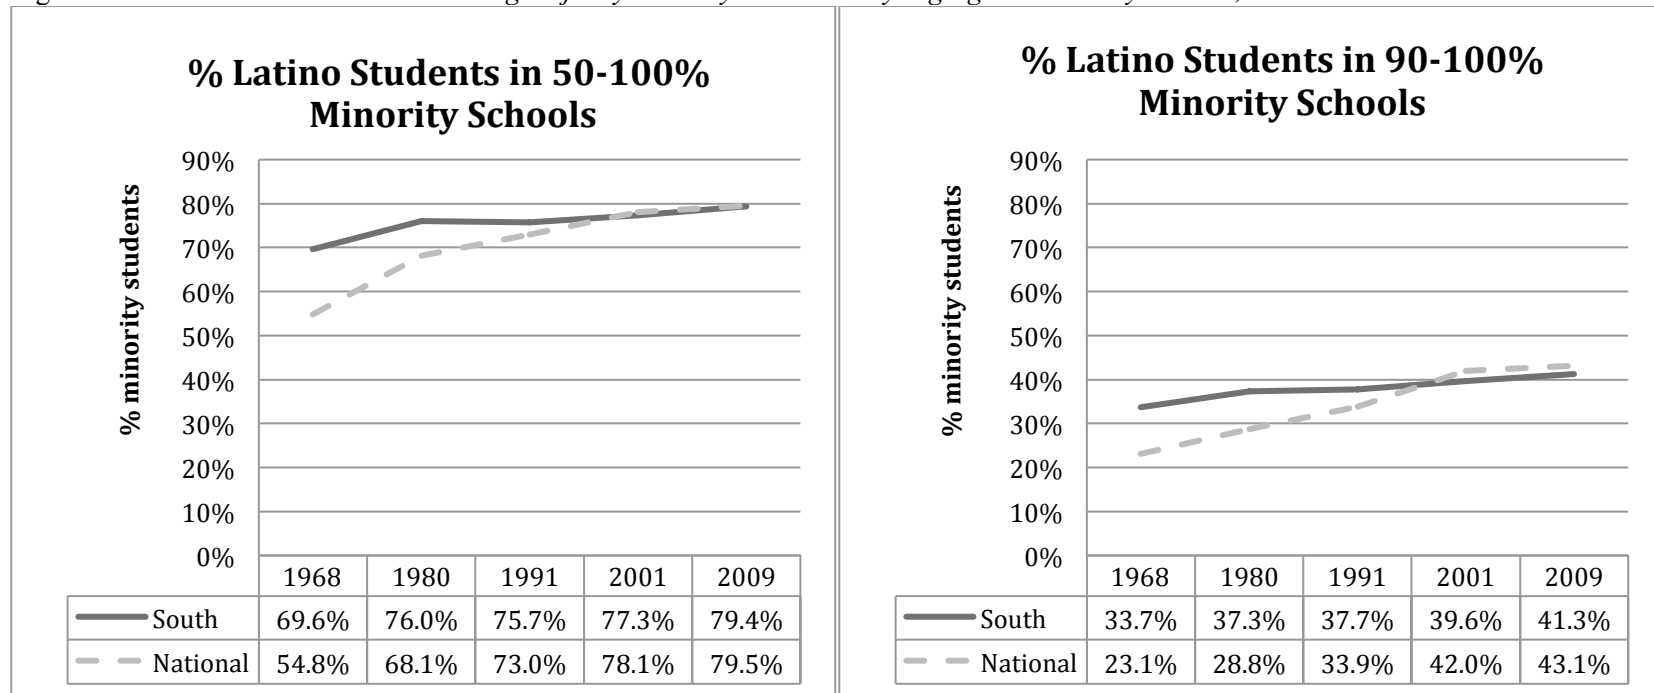 % Latino Students in 50-100%
Minority Schools
% minority students
90%
80%
70%
60%
50%
40%
30%
20%
10%
0%
1968 1980 1991 2001 2009
South 69.6% 76.0% 75.7% 77.3% 79.4%
National 54.8% 68.1% 73.0% 78.1% 79.5%
% Latino Students in 90-100%
Minority Schools
% minority students
90%
80%
70%
60%
50%
40%
30%
20%
10%
0%
1968 1980 1991 2001 2009
South 33.7% 37.3% 37.7% 39.6% 41.3%
National 23.1% 28.8% 33.9% 42.0% 43.1%